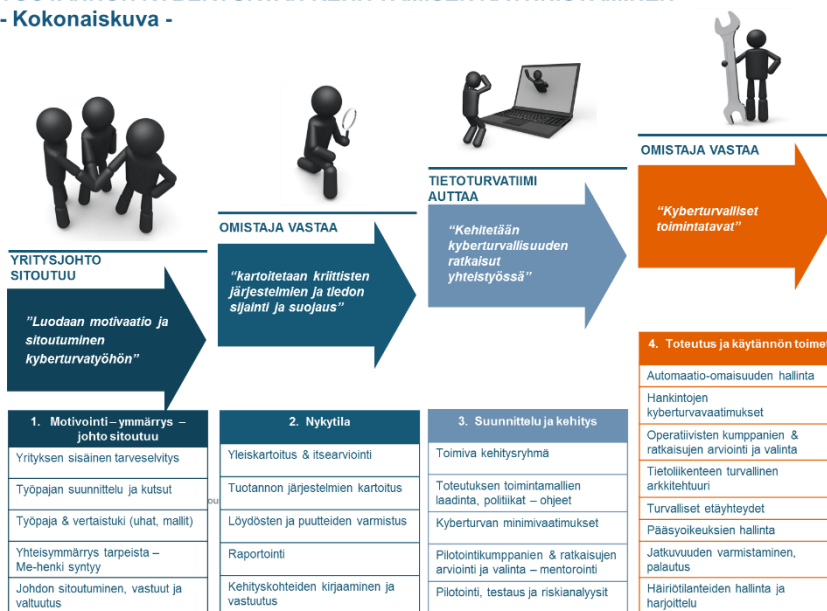 - Kokonaiskuva -
YRITYSJOHTO
SITOUTUU
"Luodaan motivaatio ja
sitoutuminen
kyberturvatyöhön"
1. Motivointi – ymmärrys –
johto sitoutuu
Yrityksen sisäinen tarveselvitys
Työpajan suunnittelu ja kutsut
Työpaja & vertaistuki (uhat, mallit)
Yhteisymmärrys tarpeista –
Me-henki syntyy
Johdon sitoutuminen, vastuut ja
valtuutus
OMISTAJA VASTAA
"kartoitetaan kriittisten
järjestelmien ja tiedon
sijainti ja suojaus"
2. Nykytila
Yleiskartoitus & itsearviointi
Tuotannon järjestelmien kartoitus
Löydösten ja puutteiden varmistus
Raportointi
Kehityskohteiden kirjaaminen ja
vastuutus
TIETOTURVATIIMI
AUTTAA
"Kehitetään
kyberturvallisuuden
ratkaisut
yhteistyössä"
3. Suunnittelu ja kehitys
Toimiva kehitysryhmä
Toteutuksen toimintamallien
laadinta, politiikat – ohjeet
Kyberturvan minimivaatimukset
Pilotointikumppanien & ratkaisujen
arviointi ja valinta – mentorointi
Pilotointi, testaus ja riskianalyysit
OMISTAJA VASTAA
"Kyberturvalliset
toimintatavat"
4. Toteutus ja käytännön toimet
Automaatio-omaisuuden hallinta
Hankintojen
kyberturvavaatimukset
Operatiivisten kumppanien &
ratkaisujen arviointi ja valinta
Tietoliikenteen turvallinen
arkkitehtuuri
Turvalliset etäyhteydet
Pääsyoikeuksien hallinta
Jatkuvuuden varmistaminen,
palautus
Häiriötilanteiden hallinta ja
harjoittelu